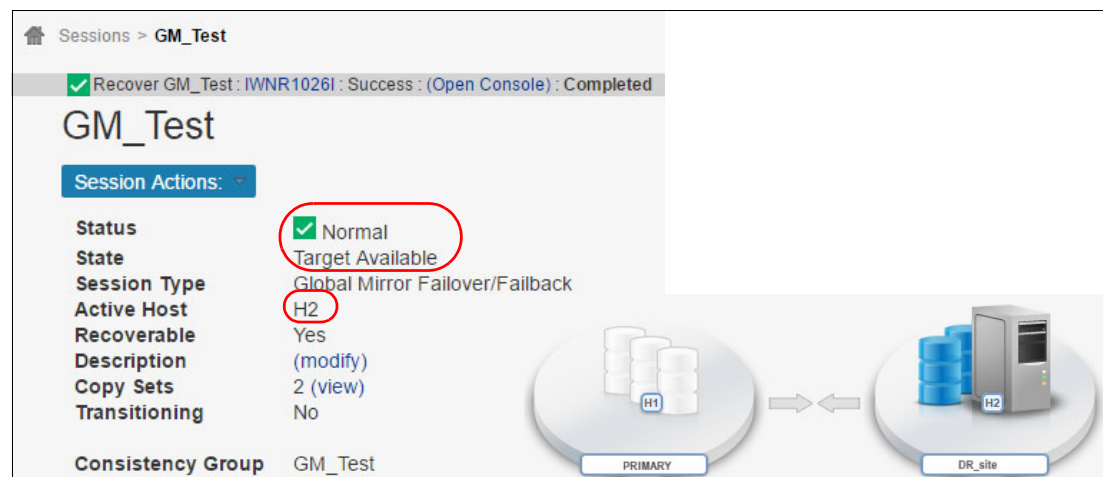 Sessions > GM_Test
Recover GM_Test : IWNR1026I : Success : (Open Console) : Completed
GM_Test
Session Actions:
Status Normal
State Target Available
Session Type Global Mirror Failover/Failback
Active Host H2
Recoverable Yes
Description (modify)
Copy Sets 2 (view)
Transitioning No
Consistency Group GM_Test
H1
H2
PRIMARY
DR_site